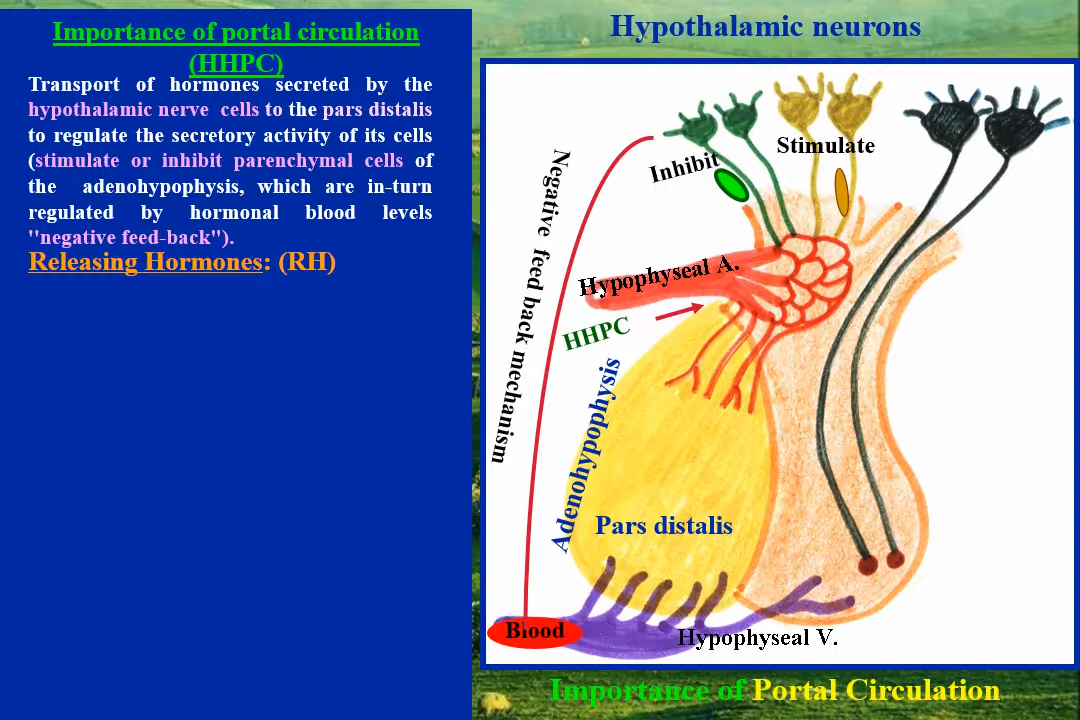 Importance of portal circulation
(HHPC)
Transport of hormones secreted by the
hypothalamic nerve cells to the pars distalis
to regulate the secretory activity of its cells
(stimulate or inhibit parenchymal cells of
the adenohypophysis, which are in-turn
regulated by hormonal blood levels
"negative feed-back").
Releasing Hormones: (RH)
Hypothalamic neurons
Stimulate
Inhibit
Negative feed back mechanism
Hypophyseal A.
HHPC
Adenohypophysis
Pars distalis
Blood
Hypophyseal V.
Importance of Portal Circulation